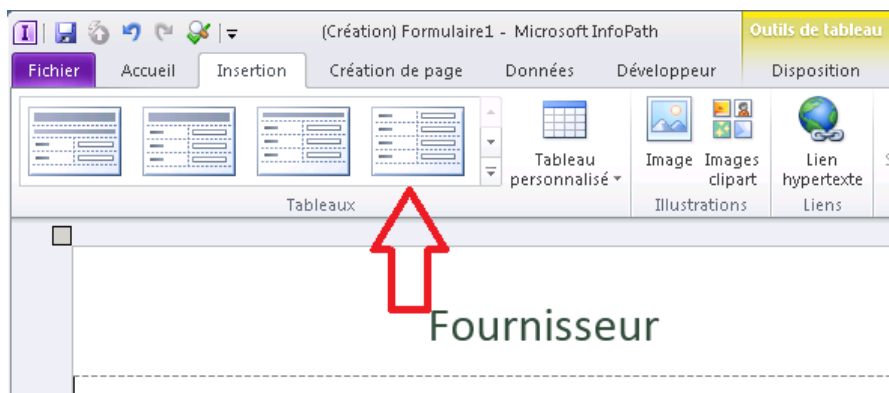 (Création) Formulaire1 - Microsoft InfoPath
Outils de tableau
Fichier
Accueil
Insertion
Création de page
Données
Développeur
Disposition
Tableau
personnalisé
Image
Images
clipart
Lien
hypertexte
Tableaux
Illustrations
Liens
Fournisseur